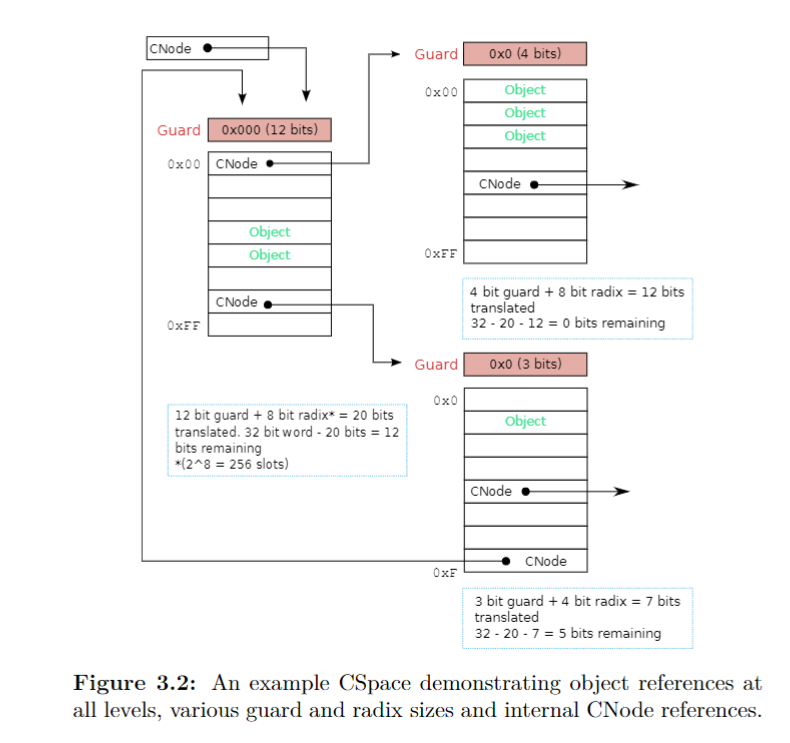 CNode
Guard 0x000 (12 bits)
0x00 CNode
Object
Object
CNode
0xFF
12 bit guard + 8 bit radix* = 20 bits
translated. 32 bit word - 20 bits = 12
bits remaining
*(2^8 = 256 slots)
Guard 0x0 (4 bits)
0x00 Object
Object
Object
CNode
0xFF
4 bit guard + 8 bit radix = 12 bits
translated
32 - 20 - 12 = 0 bits remaining
Guard 0x0 (3 bits)
0x0
Object
CNode
CNode
0xF
3 bit guard + 4 bit radix = 7 bits
translated
32 - 20 - 7 = 5 bits remaining
Figure 3.2: An example CSpace demonstrating object references at
all levels, various guard and radix sizes and internal CNode references.